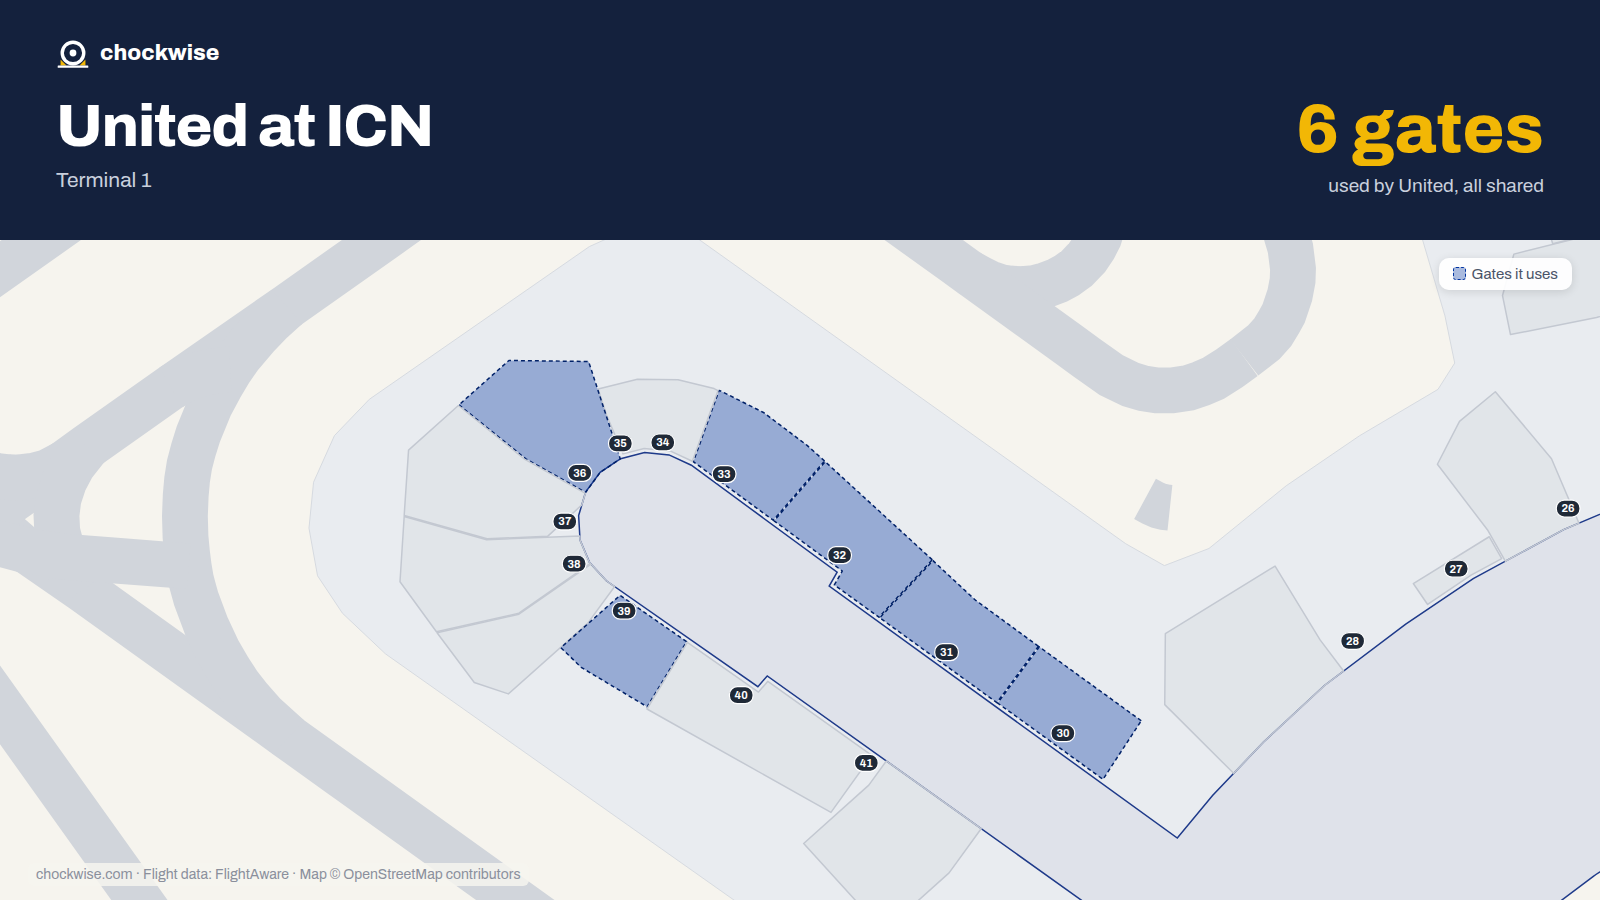 chockwise
United at ICN
Terminal 1
6 gates
used by United, all shared
Gates it uses
35
34
36
33
37
32
38
39
31
40
30
41
26
27
28
chockwise.com · Flight data: FlightAware · Map © OpenStreetMap contributors